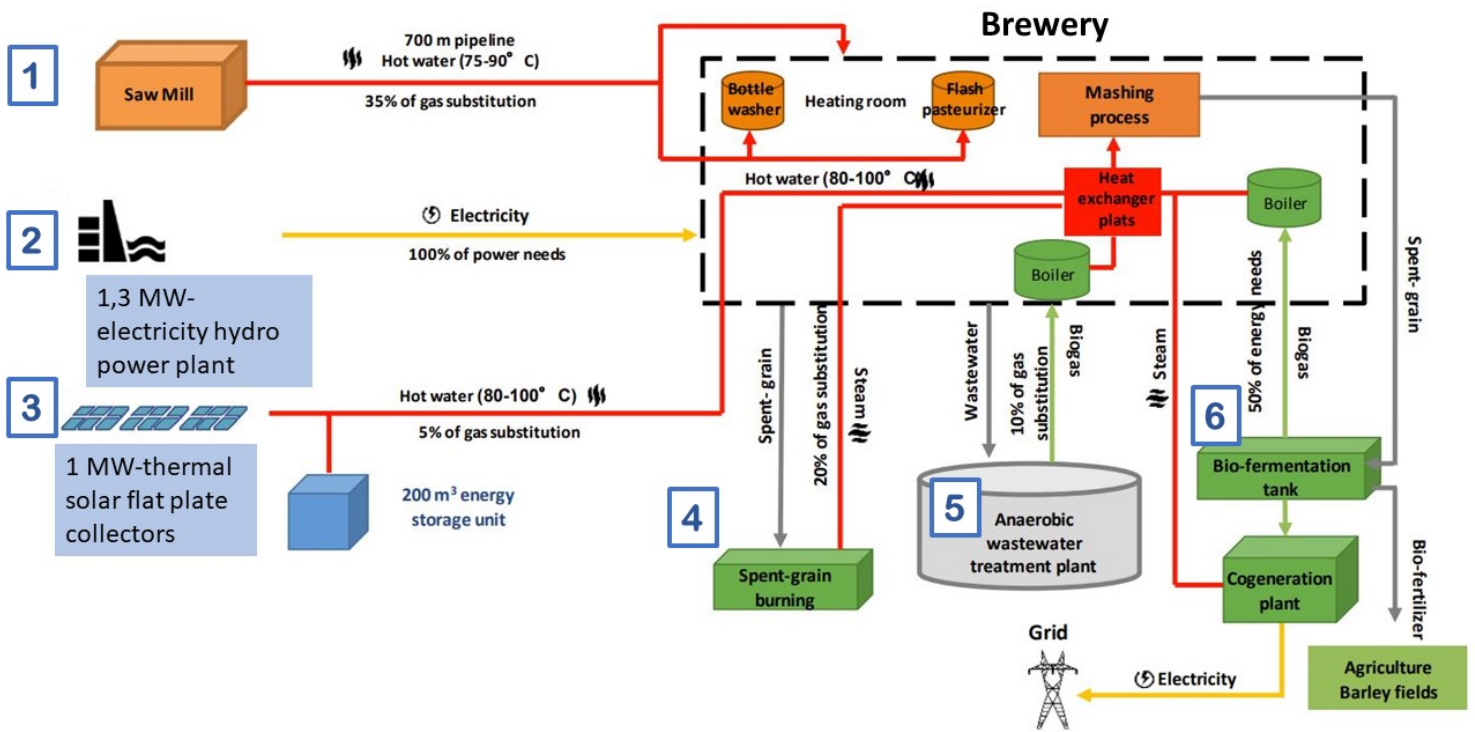 Brewery
1
Saw Mill
700 m pipeline
Hot water (75-90° C)
35% of gas substitution
Bottle
washer
Heating room
Flash
pasteurizer
Mashing
process
Hot water (80-100° C)
Heat
exchanger
plats
Boiler
Boiler
2
Electricity
100% of power needs
1,3 MW-
electricity hydro
power plant
3
Hot water (80-100° C)
5% of gas substitution
1 MW-thermal
solar flat plate
collectors
200 m³ energy
storage unit
Spent- grain
20% of gas substitution
Steam
Wastewater
10% of gas
substitution
Biogas
Steam
50% of energy needs
Biogas
Spent- grain
4
Spent-grain
burning
5
Anaerobic
wastewater
treatment plant
6
Bio-fermentation
tank
Cogeneration
plant
Bio-fertilizer
Grid
Electricity
Agriculture
Barley fields